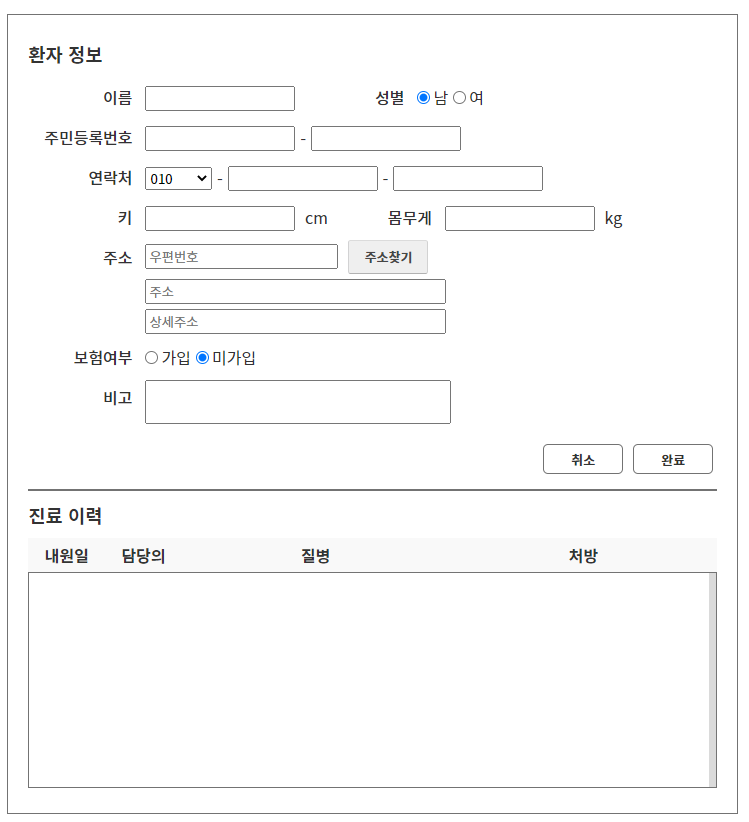 환자 정보
이름 성별 남 여
주민등록번호 -
연락처 010 - -
키 cm 몸무게 kg
주소 우편번호 주소찾기
주소
상세주소
보험여부 가입 미가입
비고
취소 완료
진료 이력
내원일 담당의 질병 처방